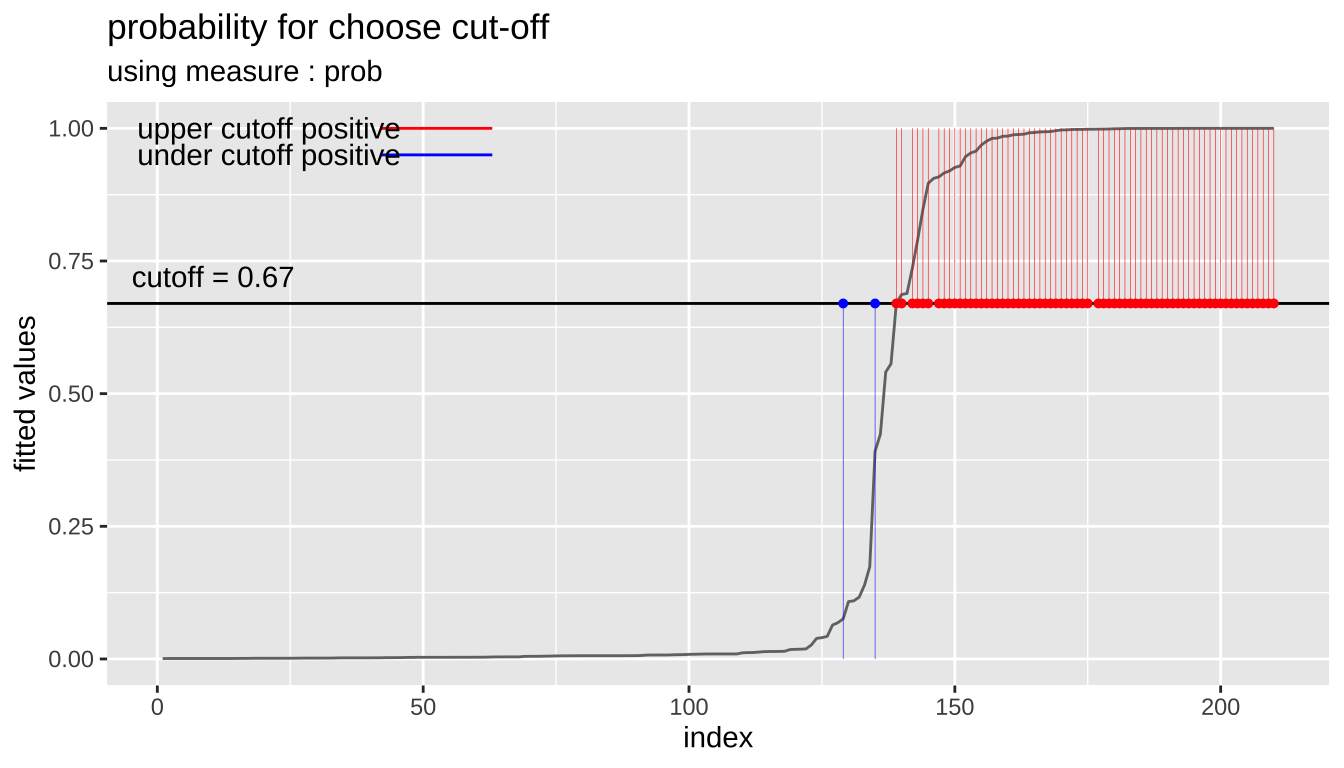 probability for choose cut-off
using measure : prob
upper cutoff positive
under cutoff positive
cutoff = 0.67
fitted values
1.00
0.75
0.50
0.25
0.00
0 50 100 150 200
index